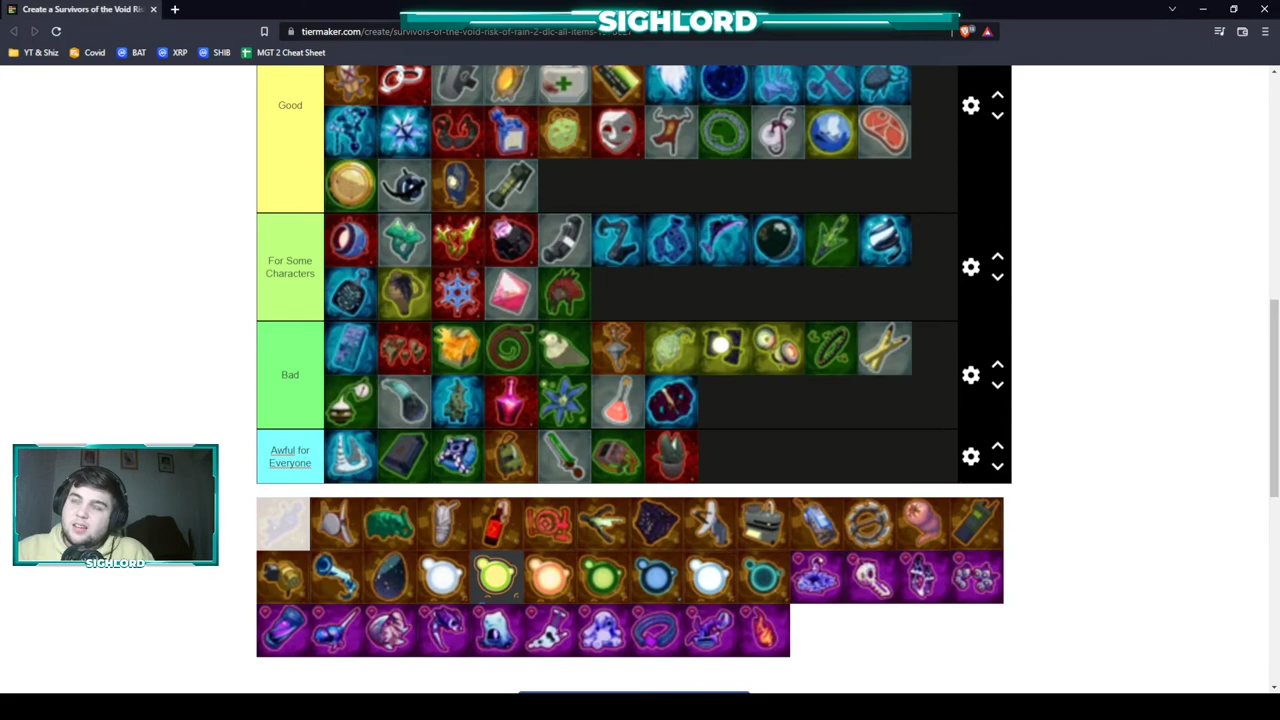 Create a Survivors of the Void Ris
SIGHLORD
tiermaker.com/create/survivors-of-the-void-risk-of-rain-2-dlc-all-items-
YT & Shiz
Covid
BAT
XRP
SHIB
MGT 2 Cheat Sheet
Good
For Some
Characters
Bad
Awful for
Everyone
SIGHLORD